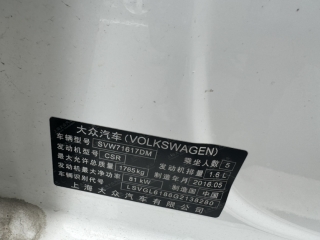 大众汽车(VOLKSWAGEN)
车辆型号 SVW71617DM 乘坐人数 5
发动机型号 CSR 发动机排量 1.6 L
最大允许总质量 1765kg 制造年月 2016.05
发动机最大净功率 81 kW 制造国 中国
车辆识别代号
上海大众汽车有限公司